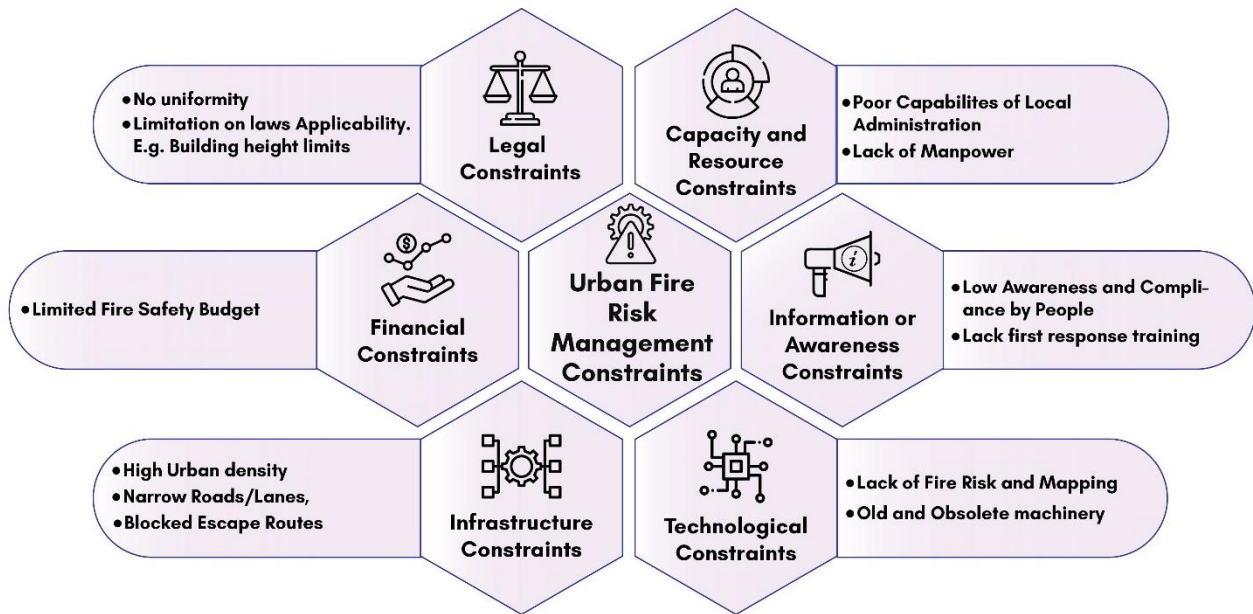 • No uniformity
• Limitation on laws Applicability.
E.g. Building height limits
Legal
Constraints
Capacity and
Resource
Constraints
• Poor Capabilites of Local
Administration
• Lack of Manpower
• Limited Fire Safety Budget
$
Financial
Constraints
!
Urban Fire
Risk
Management
Constraints
i
Information or
Awareness
Constraints
• Low Awareness and Compli-
ance by People
• Lack first response training
• High Urban density
• Narrow Roads/Lanes,
• Blocked Escape Routes
Infrastructure
Constraints
Technological
Constraints
• Lack of Fire Risk and Mapping
• Old and Obsolete machinery